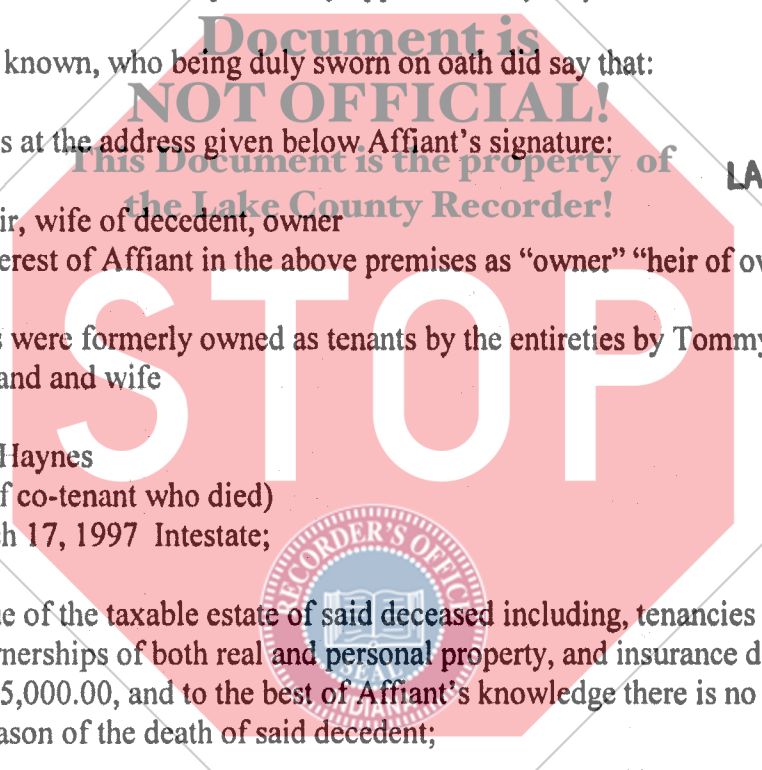 Document is
known, who being duly sworn on oath did say that:
NOT OFFICIAL!
s at the address given below Affiant's signature:
This Document is the property of
LA
the Lake County Recorder!
ir, wife of decedent, owner
erest of Affiant in the above premises as "owner" "heir of ov
STOP
s were formerly owned as tenants by the entireties by Tommy
and and wife
Haynes
f co-tenant who died)
h 17, 1997 Intestate;
RECORDER'S OFFIC
SEAL
e of the taxable estate of said deceased including, tenancies
nerships of both real and personal property, and insurance d
5,000.00, and to the best of Affiant's knowledge there is no
ason of the death of said decedent;